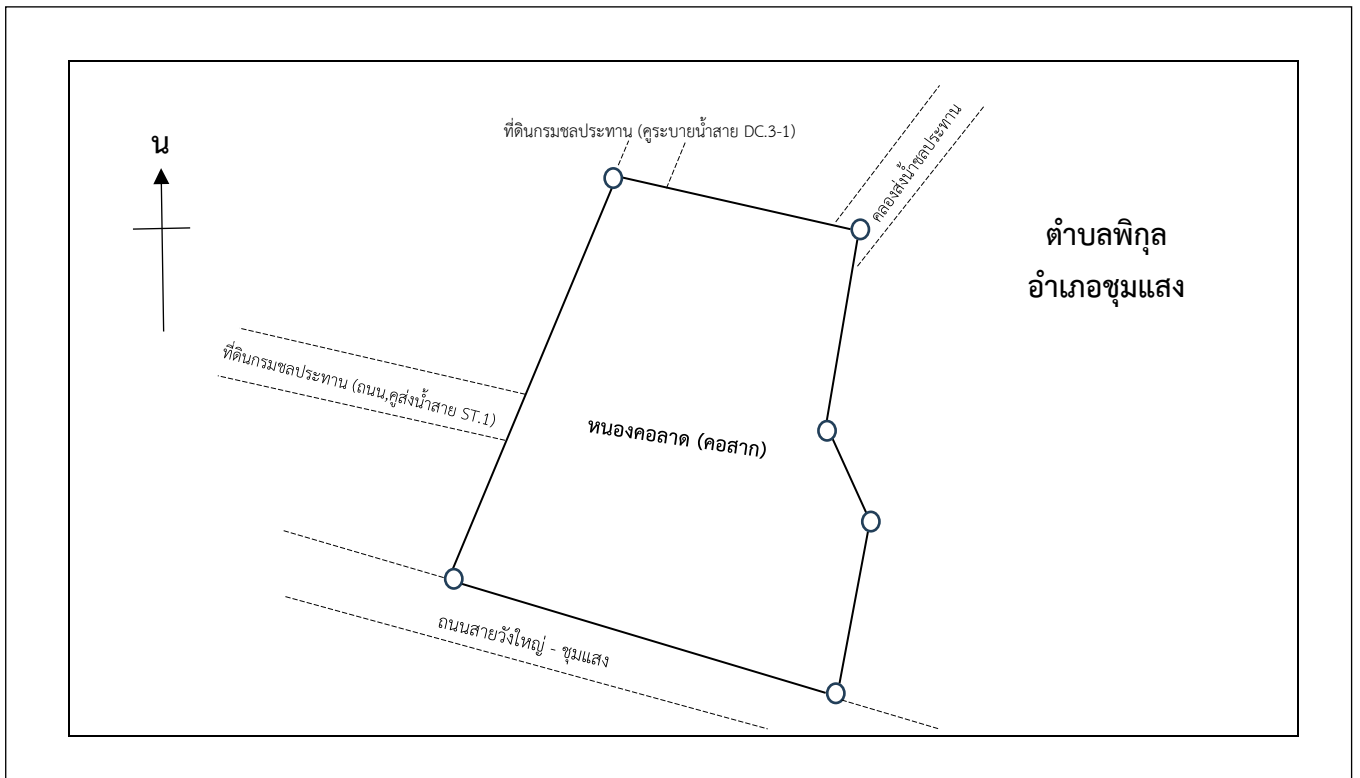 น
ที่ดินกรมชลประทาน (คูระบายน้ำสาย DC.3-1)
คลองส่งน้ำชลประทาน
ตำบลพิกุล
อำเภอชุมแสง
ที่ดินกรมชลประทาน (ถนน,คูส่งน้ำสาย ST.1)
หนองคอลาด (คอสาก)
ถนนสายวังใหญ่ - ชุมแสง